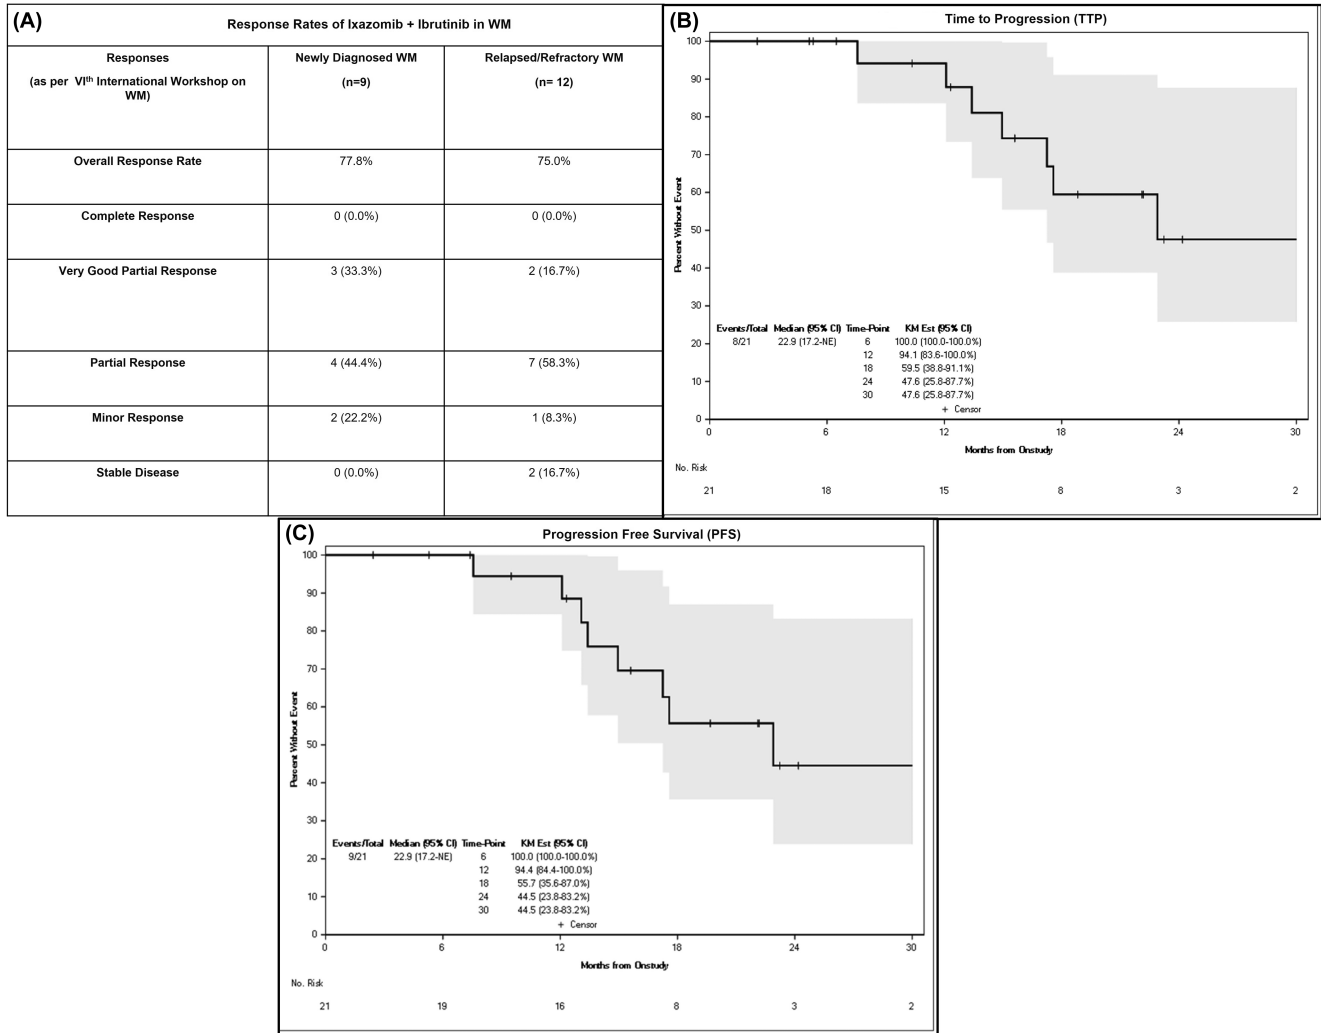 (A)
Response Rates of Ixazomib + Ibrutinib in WM
Responses
(as per VIth International Workshop on
WM)
Newly Diagnosed WM
(n=9)
Relapsed/Refractory WM
(n= 12)
Overall Response Rate 77.8% 75.0%
Complete Response 0 (0.0%) 0 (0.0%)
Very Good Partial Response 3 (33.3%) 2 (16.7%)
Partial Response 4 (44.4%) 7 (58.3%)
Minor Response 2 (22.2%) 1 (8.3%)
Stable Disease 0 (0.0%) 2 (16.7%)
(B)
Time to Progression (TTP)
Percent Without Event
100
90
80
70
60
50
40
30
20
10
0
Events/Total Median (95% CI) Time-Point KM Est (95% CI)
8/21 22.9 (17.2-NE) 6 100.0 (100.0-100.0%)
12 94.1 (83.6-100.0%)
18 59.5 (38.8-91.1%)
24 47.6 (25.8-87.7%)
30 47.6 (25.8-87.7%)
+ Censor
0 6 12 18 24 30
Months from Onstudy
No. Risk
21 18 15 8 3 2
(C)
Progression Free Survival (PFS)
Percent Without Event
100
90
80
70
60
50
40
30
20
10
0
Events/Total Median (95% CI) Time-Point KM Est (95% CI)
9/21 22.9 (17.2-NE) 6 100.0 (100.0-100.0%)
12 94.4 (84.4-100.0%)
18 55.7 (35.6-87.0%)
24 44.5 (23.8-83.2%)
30 44.5 (23.8-83.2%)
+ Censor
0 6 12 18 24 30
Months from Onstudy
No. Risk
21 19 16 8 3 2